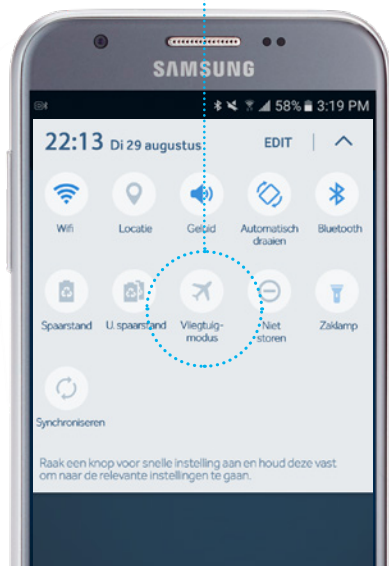 SAMSUNG
58% 3:19 PM
22:13 Di 29 augustus EDIT
Wifi Locatie Geluid Automatisch draaien Bluetooth
Spaarstand U. spaarstand Vliegtuig-modus Niet storen Zaklamp
Synchroniseren
Raak een knop voor snelle instelling aan en houd deze vast
om naar de relevante instellingen te gaan.